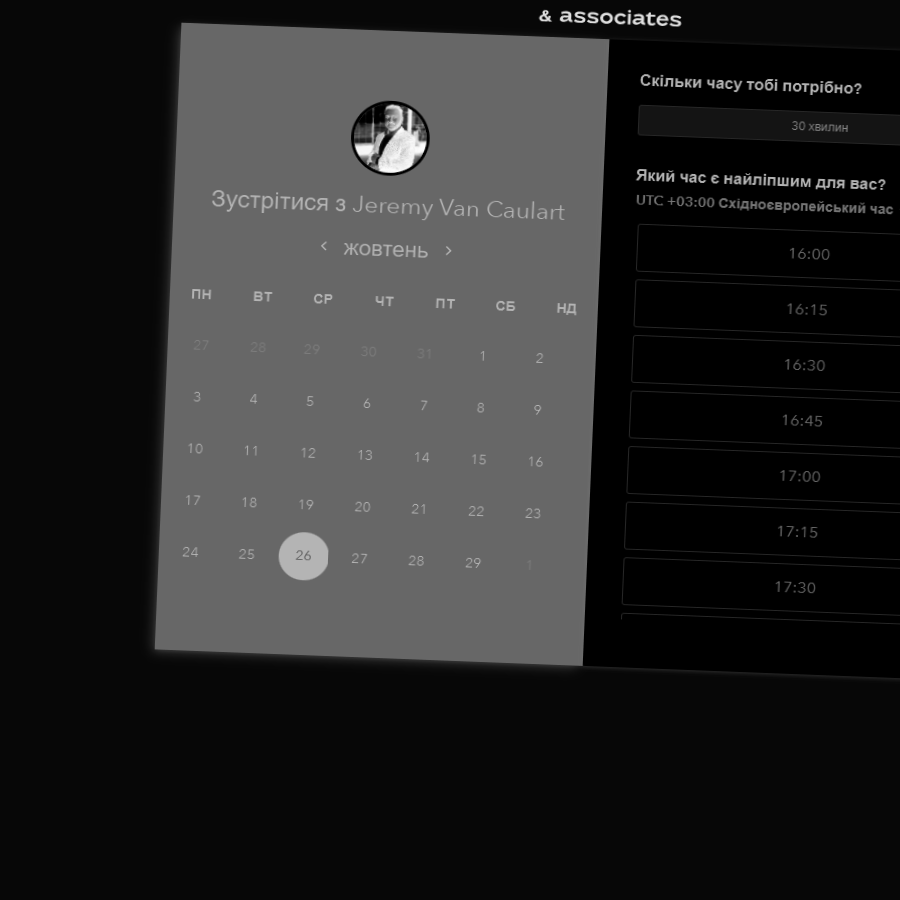 & associates
Зустрітися з Jeremy Van Caulart
‹ жовтень ›
ПН ВТ СР ЧТ ПТ СБ НД
27 28 29 30 31 1 2
3 4 5 6 7 8 9
10 11 12 13 14 15 16
17 18 19 20 21 22 23
24 25 26 27 28 29 1
Скільки часу тобі потрібно?
30 хвилин
Який час є найліпшим для вас?
UTC +03:00 Східноєвропейський час
16:00
16:15
16:30
16:45
17:00
17:15
17:30